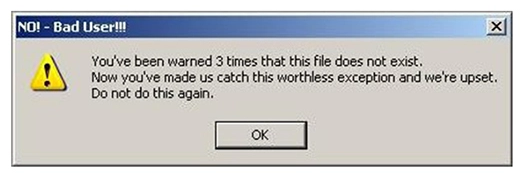 NO! - Bad User!!!
You've been warned 3 times that this file does not exist.
Now you've made us catch this worthless exception and we're upset.
Do not do this again.
OK